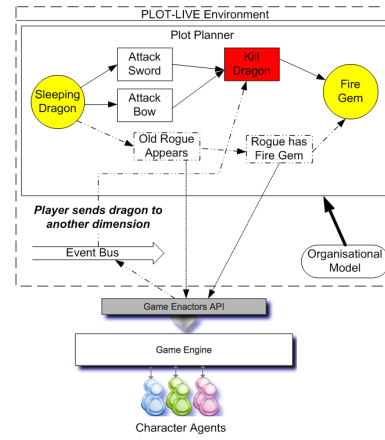 PLOT-LIVE Environment
Plot Planner
Attack
Sword
Kill
Dragon
Sleeping
Dragon
Fire
Gem
Attack
Bow
Old Rogue
Appears
Rogue has
Fire Gem
Player sends dragon to
another dimension
Event Bus
Organisational
Model
Game Enactors API
Game Engine
Character Agents